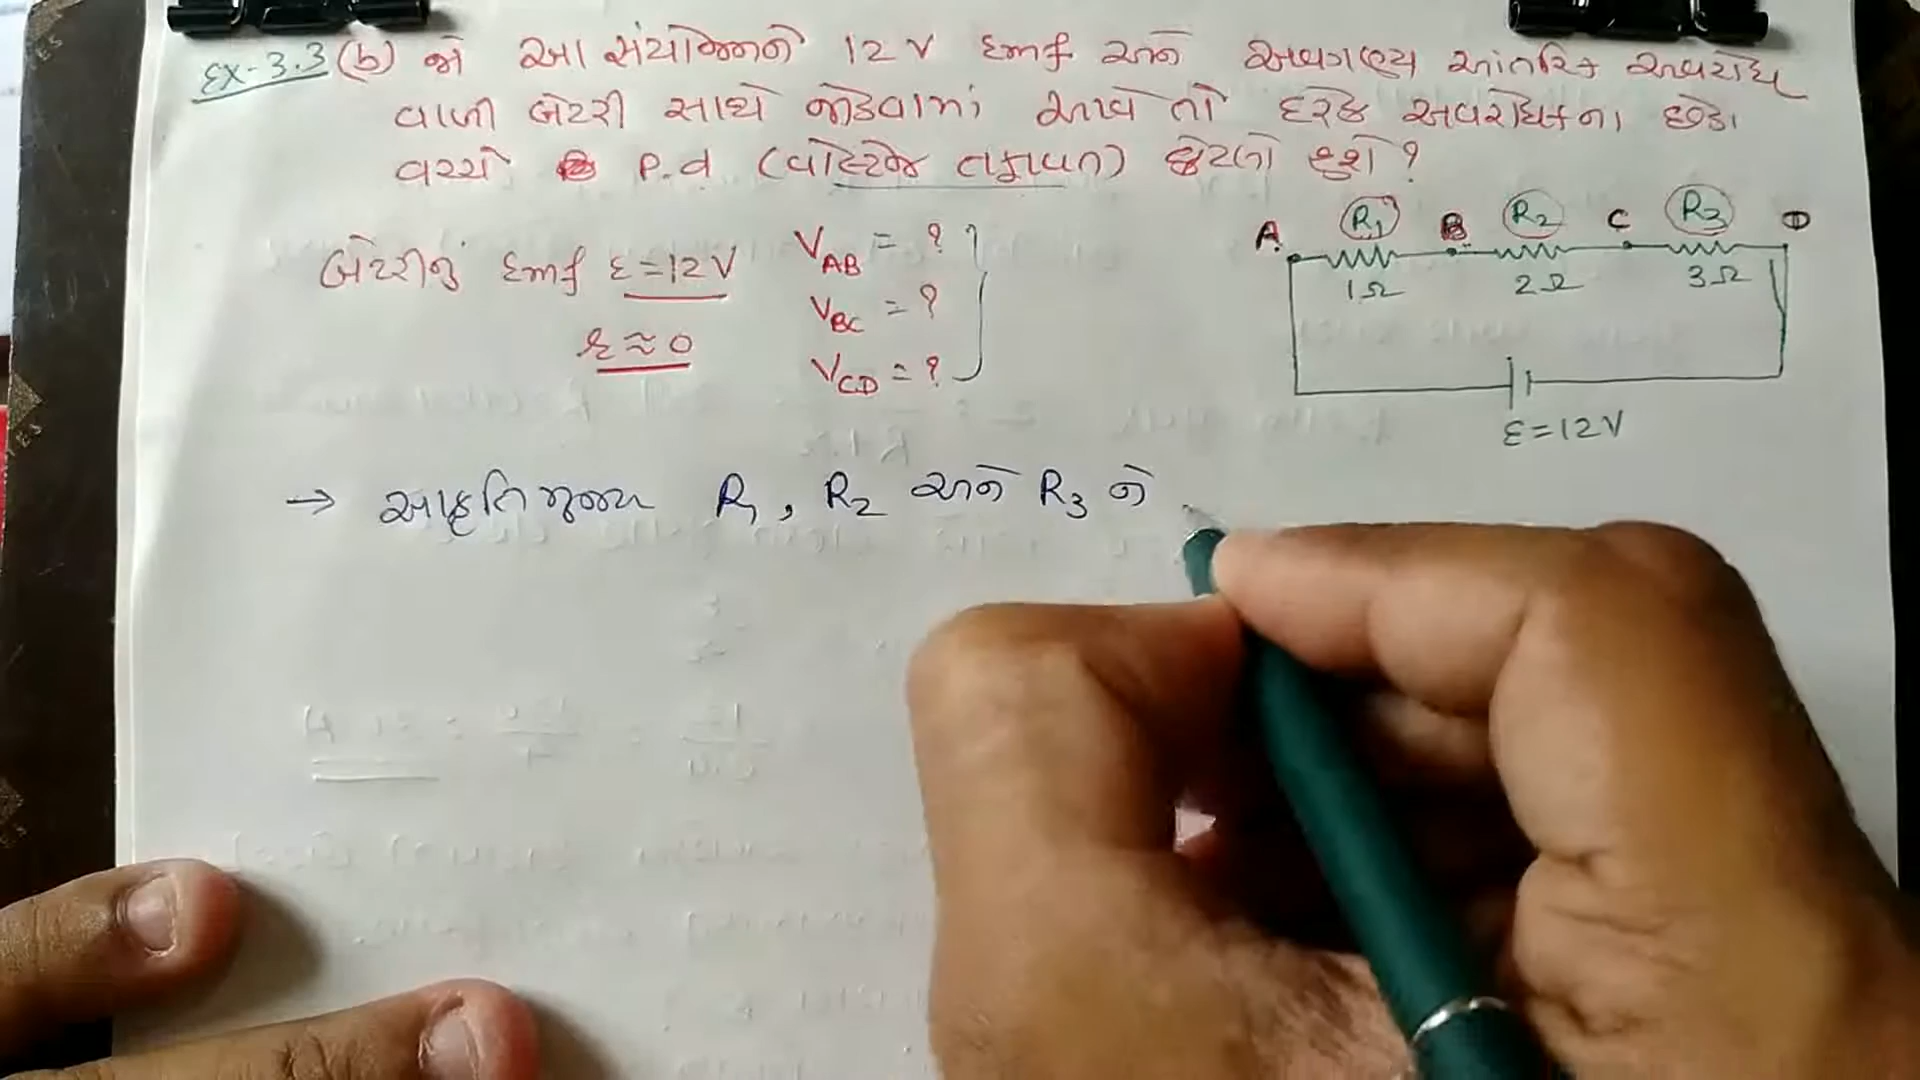 Ex-3.3 (b) જો આ સંયોજનને 12 V emf અને અવગણ્ય આંતરિક અવરોધ
વાળી બેટરી સાથે જોડવામાં આવે તો દરેક અવરોધકના છેડા
વચ્ચે P.d (વોલ્ટેજ તફાવત) કેટલો હશે ?
A R1 B R2 C R3 D
1Ω 2Ω 3Ω
ε=12V
બેટરીનું emf ε=12V
r≈0
VAB = ?
VBC = ?
VCD = ?
→ આકૃતિ મુજબ R1, R2 અને R3 ને